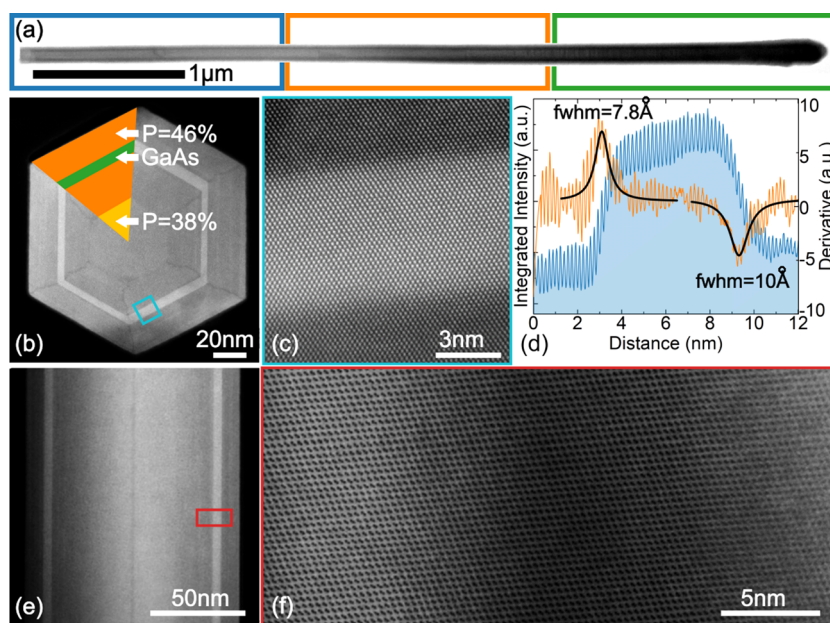 (a)
1µm
P=46%
GaAs
P=38%
(b)
20nm
(c)
3nm
fwhm=7.8Å
fwhm=10Å
Integrated Intensity (a.u.)
Derivative (a.u.)
10
5
0
-5
-10
0 2 4 6 8 10 12
(d)
Distance (nm)
(e)
50nm
(f)
5nm